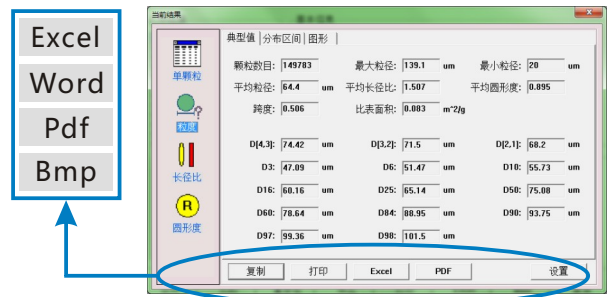 Excel
Word
Pdf
Bmp
当前结果
单颗粒
粒度
长径比
R
圆形度
典型值 分布区间 图形
颗粒数目: 149783 最大粒径: 139.1 um 最小粒径: 20 um
平均粒径: 64.4 um 平均长径比: 1.507 平均圆形度: 0.895
跨度: 0.506 比表面积: 0.083 m^2/g
D[4,3]: 74.42 um D[3,2]: 71.5 um D[2,1]: 68.2 um
D3: 47.09 um D6: 51.47 um D10: 55.73 um
D16: 60.16 um D25: 65.14 um D50: 75.08 um
D60: 78.64 um D84: 88.95 um D90: 93.75 um
D97: 99.36 um D98: 101.5 um
复制 打印 Excel PDF 设置